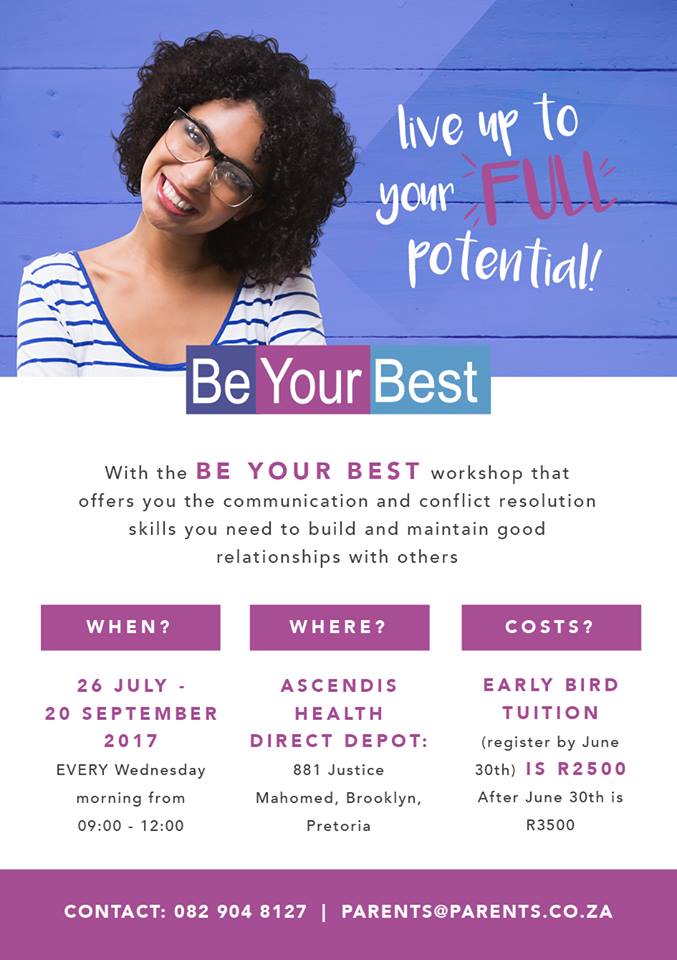 live up to
your FULL
potential!
Be Your Best
With the BE YOUR BEST workshop that
offers you the communication and conflict resolution
skills you need to build and maintain good
relationships with others
WHEN?
26 JULY -
20 SEPTEMBER
2017
EVERY Wednesday
morning from
09:00 - 12:00
WHERE?
ASCENDIS
HEALTH
DIRECT DEPOT:
881 Justice
Mahomed, Brooklyn,
Pretoria
COSTS?
EARLY BIRD
TUITION
(register by June
30th) IS R2500
After June 30th is
R3500
CONTACT: 082 904 8127 | PARENTS@PARENTS.CO.ZA